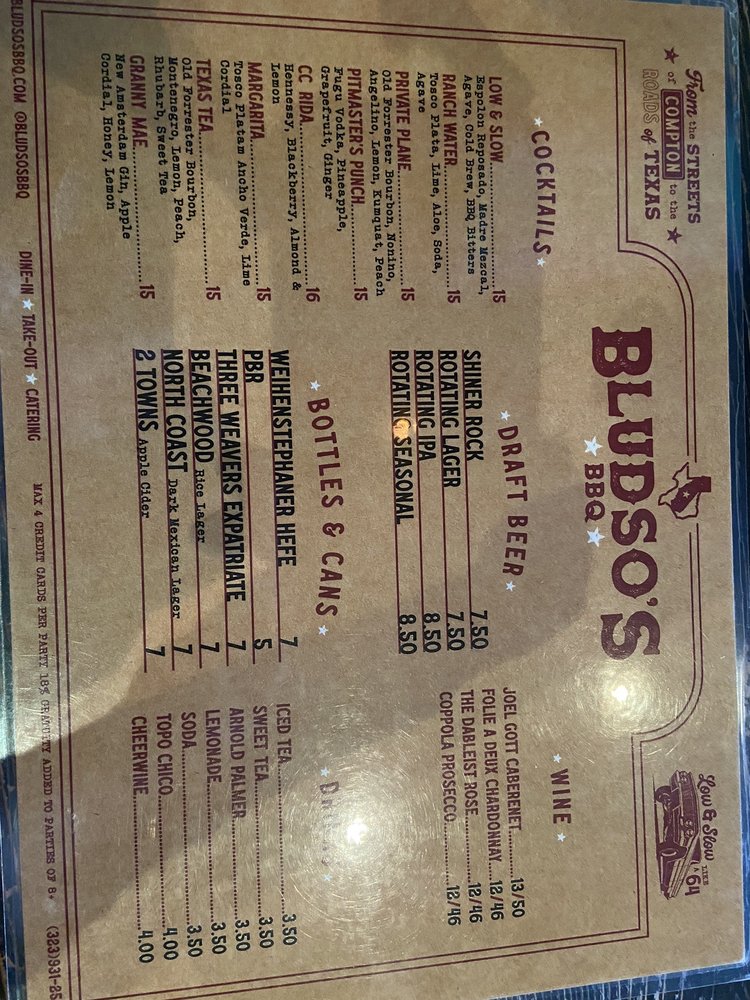 From the STREETS
of COMPTON to the
ROADS of TEXAS
BLUDSO'S
BBQ
Low & Slow
LIKE
A 64
COCKTAILS
LOW & SLOW 15
Espolon Reposado, Madre Mezcal,
Agave, Cold Brew, BBQ Bitters
RANCH WATER 15
Tosco Plata, Lime, Aloe, Soda,
Agave
PRIVATE PLANE 15
Old Forrester Bourbon, Nonino,
Angelino, Lemon, Kumquat, Peach
PITMASTER'S PUNCH 15
Fugu Vodka, Pineapple,
Grapefruit, Ginger
CC RIDA 16
Hennessy, Blackberry, Almond &
Lemon
MARGARITA 15
Tosco Platam Ancho Verde, Lime
Cordial
TEXAS TEA 15
Old Forrester Bourbon,
Montenegro, Lemon, Peach,
Rhubarb, Sweet Tea
GRANNY MAE 15
New Amsterdam Gin, Apple
Cordial, Honey, Lemon
DRAFT BEER
SHINER ROCK 7.50
ROTATING LAGER 7.50
ROTATING IPA 8.50
ROTATING SEASONAL 8.50
BOTTLES & CANS
WEIHENSTEPHANER HEFE 7
PBR 5
THREE WEAVERS EXPATRIATE 7
BEACHWOOD Rice Lager 7
NORTH COAST Dark Mexican Lager 7
2 TOWNS Apple Cider 7
WINE
JOEL GOTT CABERENET 13/50
FOLIE A DEUX CHARDONNAY 12/46
THE DABLEIST ROSE 12/46
COPPOLA PROSECCO 12/46
ICED TEA 3.50
SWEET TEA 3.50
ARNOLD PALMER 3.50
LEMONADE 3.50
SODA 3.50
TOPO CHICO 4.00
CHEERWINE 4.00
BLUDSOSBBQ.COM @BLUDSOSBBQ DINE-IN TAKE-OUT CATERING MAX 4 CREDIT CARDS PER PARTY 18% GRATUITY ADDED TO PARTIES OF 8+ (323)931-25